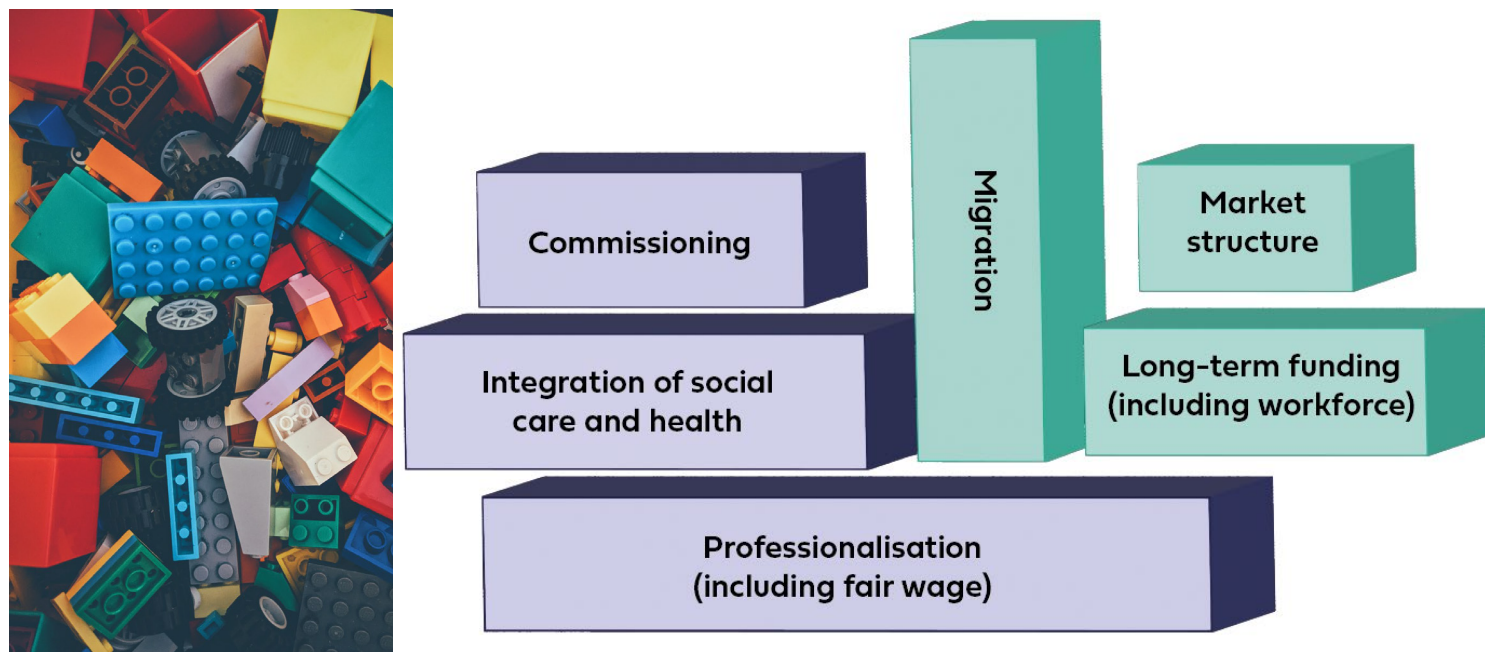 Commissioning
Migration
Market
structure
Integration of social
care and health
Long-term funding
(including workforce)
Professionalisation
(including fair wage)